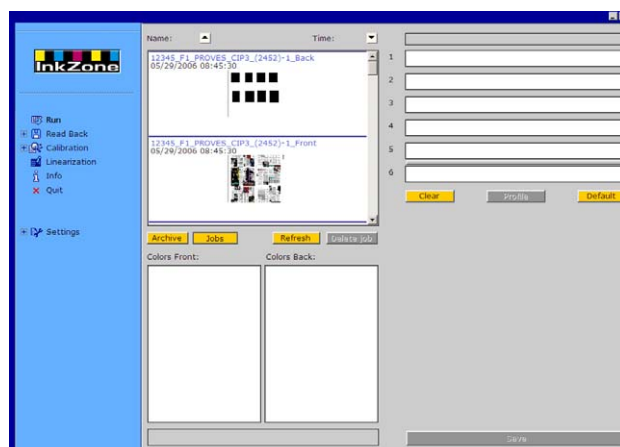 InkZone
Run
Read Back
Calibration
Linearization
Info
Quit
Settings
Name: Time:
12345_F1_PROVES_CIP3_(2452)-1_Back
05/29/2006 08:45:30
12345_F1_PROVES_CIP3_(2452)-1_Front
05/29/2006 08:45:30
Archive Jobs Refresh Delete job
Colors Front: Colors Back:
1
2
3
4
5
6
Clear Profile Default
Save